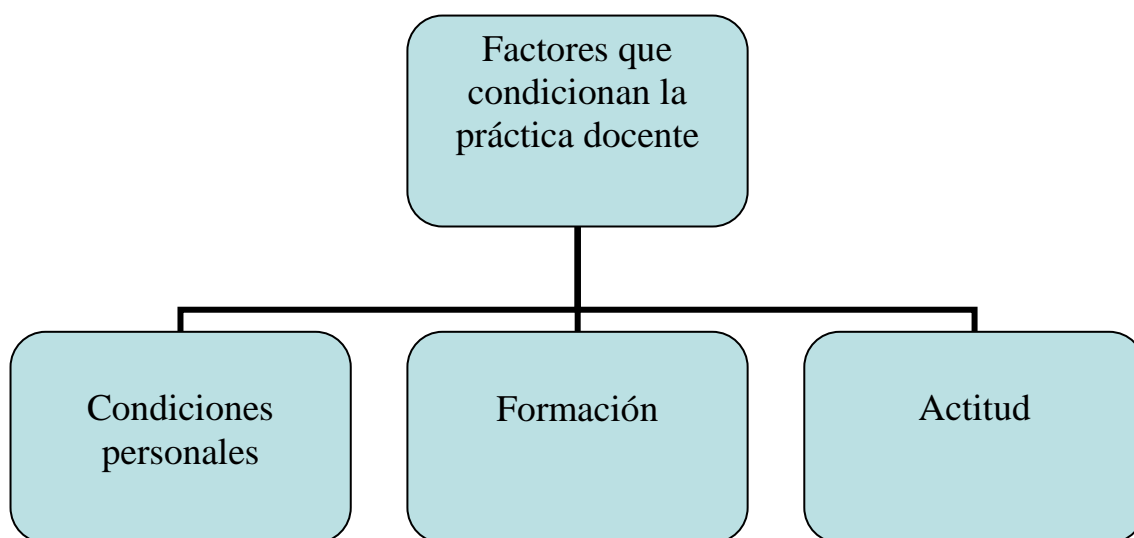 Factores que
condicionan la
práctica docente
Condiciones
personales
Formación
Actitud